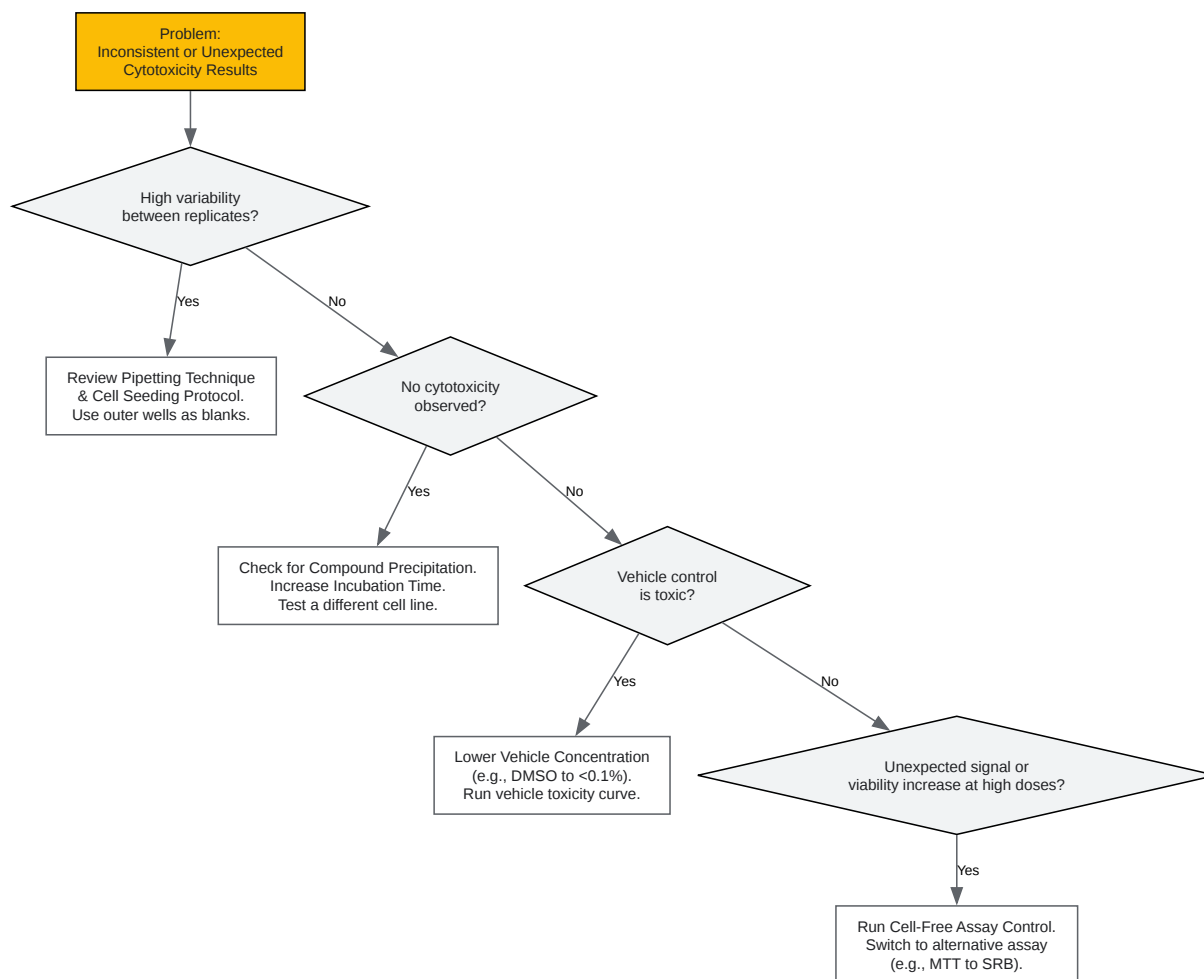 Problem:
Inconsistent or Unexpected
Cytotoxicity Results
High variability
between replicates?
Yes
No
Review Pipetting Technique
& Cell Seeding Protocol.
Use outer wells as blanks.
No cytotoxicity
observed?
Yes
No
Check for Compound Precipitation.
Increase Incubation Time.
Test a different cell line.
Vehicle control
is toxic?
Yes
No
Lower Vehicle Concentration
(e.g., DMSO to <0.1%).
Run vehicle toxicity curve.
Unexpected signal or
viability increase at high doses?
Yes
Run Cell-Free Assay Control.
Switch to alternative assay
(e.g., MTT to SRB).